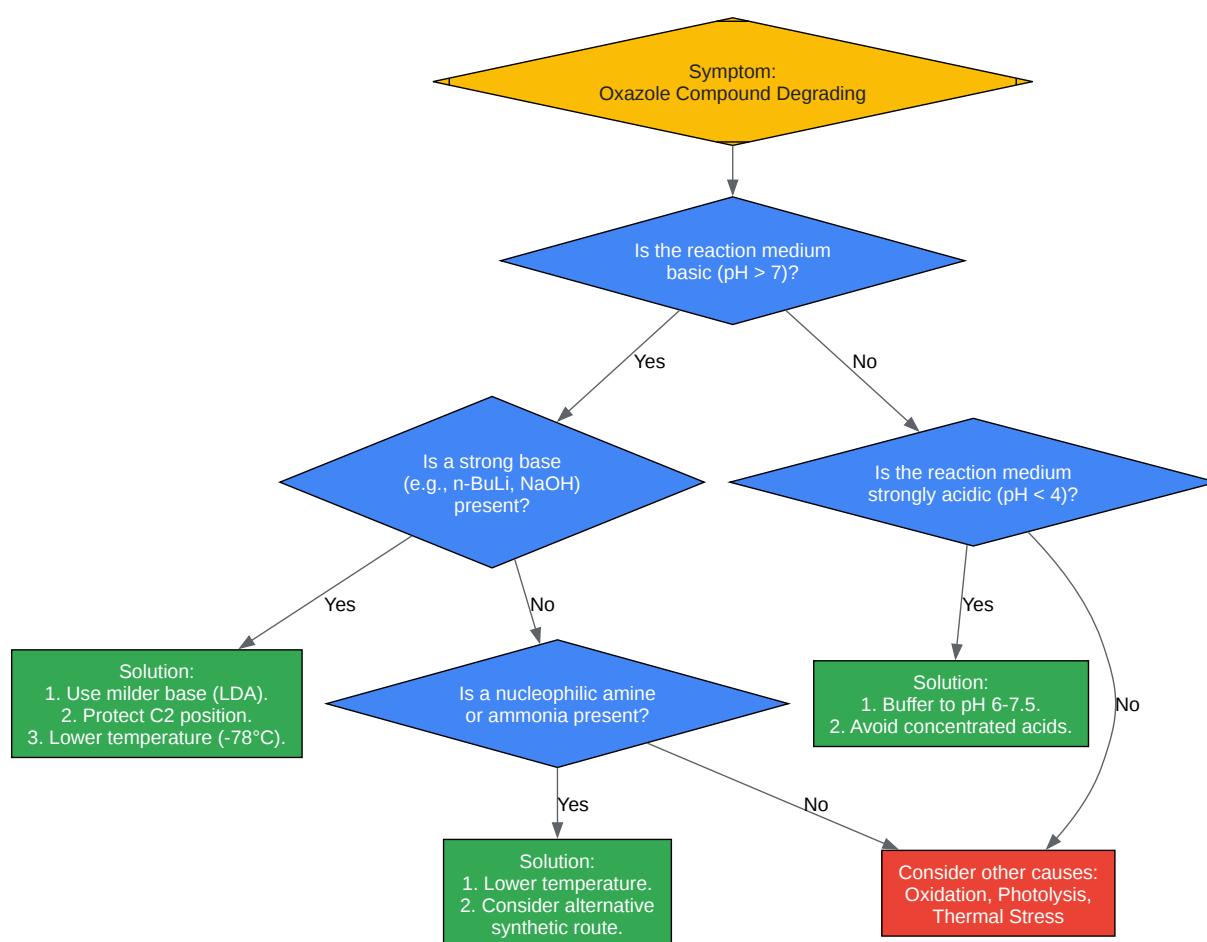 Symptom:
Oxazole Compound Degrading
Is the reaction medium
basic (pH > 7)?
Yes
No
Is a strong base
(e.g., n-BuLi, NaOH)
present?
Is the reaction medium
strongly acidic (pH < 4)?
Yes
No
Yes
No
Solution:
1. Use milder base (LDA).
2. Protect C2 position.
3. Lower temperature (-78°C).
Is a nucleophilic amine
or ammonia present?
Solution:
1. Buffer to pH 6-7.5.
2. Avoid concentrated acids.
Yes
No
Solution:
1. Lower temperature.
2. Consider alternative
synthetic route.
Consider other causes:
Oxidation, Photolysis,
Thermal Stress